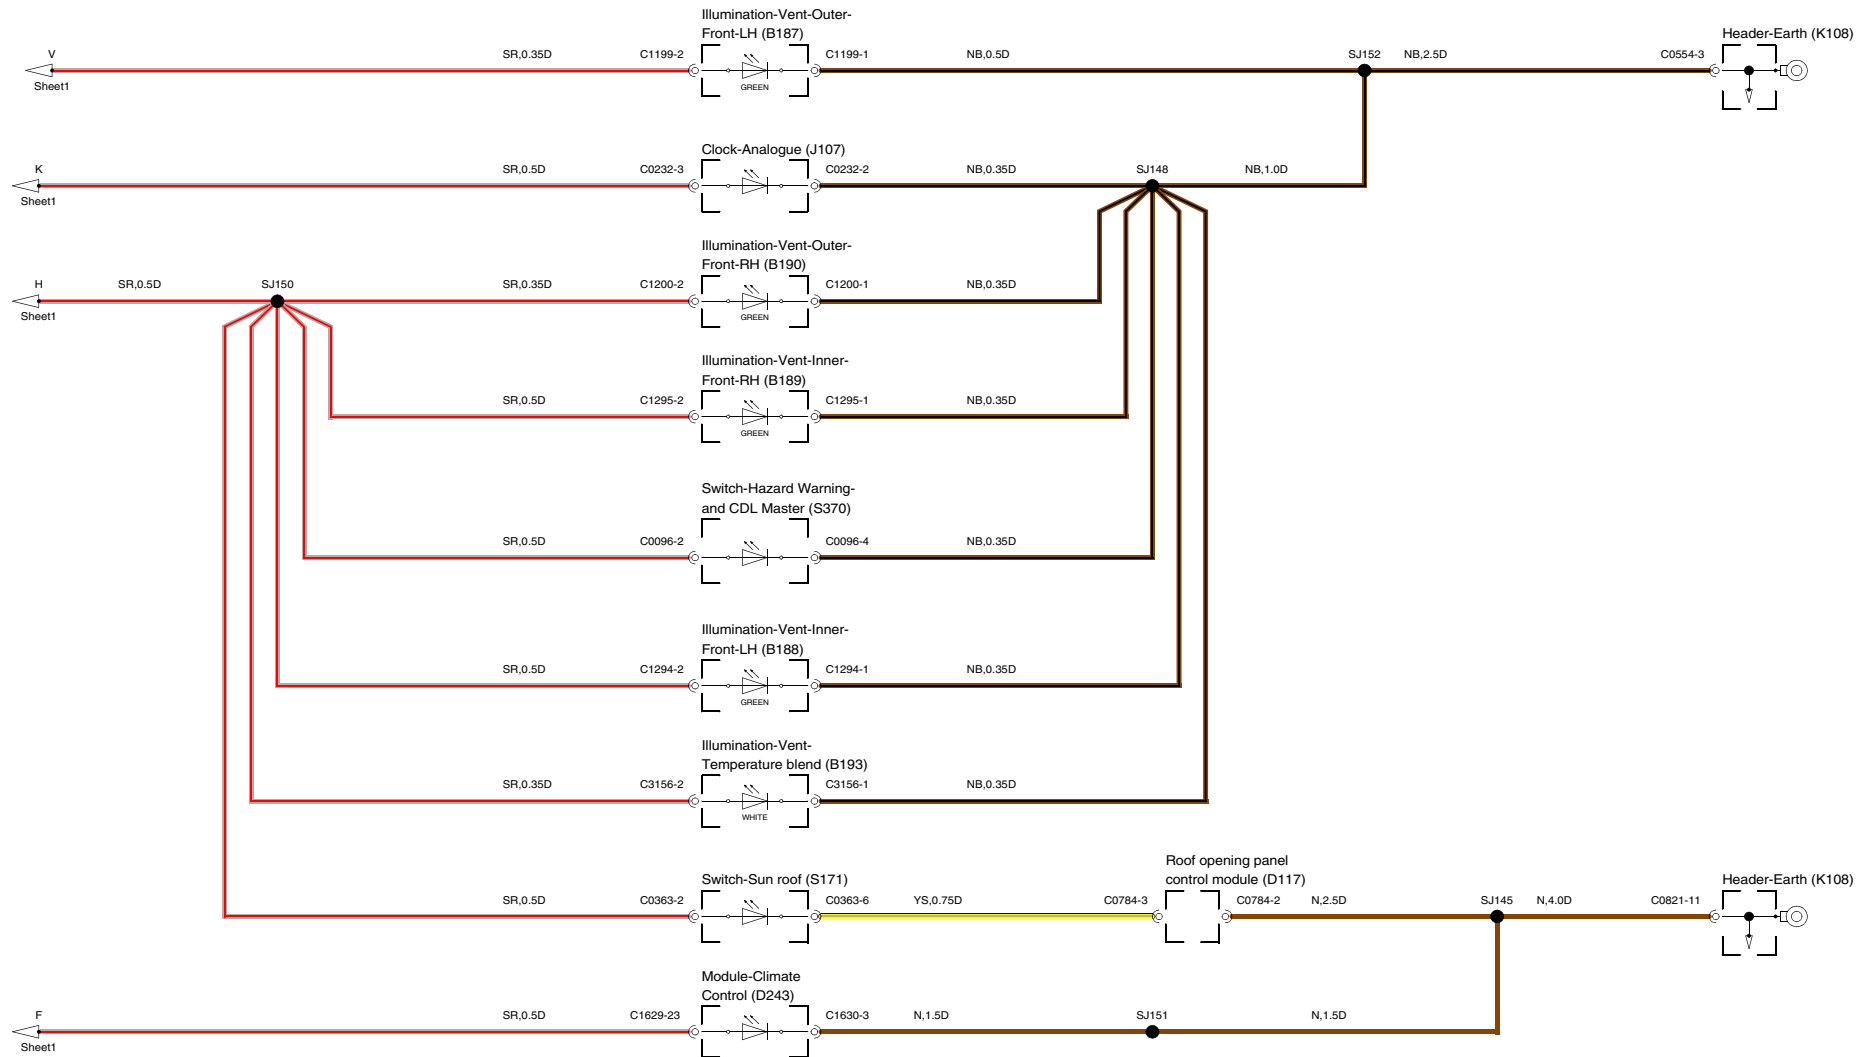 Illumination-Vent-Outer-
Front-LH (B187)
Header-Earth (K108)
V
SR,0.35D
C1199-2
C1199-1
NB,0.5D
SJ152
NB,2.5D
C0554-3
Sheet1
GREEN
Clock-Analogue (J107)
K
SR,0.5D
C0232-3
C0232-2
NB,0.35D
SJ148
NB,1.0D
Sheet1
Illumination-Vent-Outer-
Front-RH (B190)
H
SR,0.5D
SJ150
SR,0.35D
C1200-2
C1200-1
NB,0.35D
Sheet1
GREEN
Illumination-Vent-Inner-
Front-RH (B189)
SR,0.5D
C1295-2
C1295-1
NB,0.35D
GREEN
Switch-Hazard Warning-
and CDL Master (S370)
SR,0.5D
C0096-2
C0096-4
NB,0.35D
Illumination-Vent-Inner-
Front-LH (B188)
SR,0.5D
C1294-2
C1294-1
NB,0.35D
GREEN
Illumination-Vent-
Temperature blend (B193)
SR,0.35D
C3156-2
C3156-1
NB,0.35D
WHITE
Roof opening panel
control module (D117)
Switch-Sun roof (S171)
Header-Earth (K108)
SR,0.5D
C0363-2
C0363-6
YS,0.75D
C0784-3
C0784-2
N,2.5D
SJ145
N,4.0D
C0821-11
Module-Climate
Control (D243)
F
SR,0.5D
C1629-23
C1630-3
N,1.5D
SJ151
N,1.5D
Sheet1